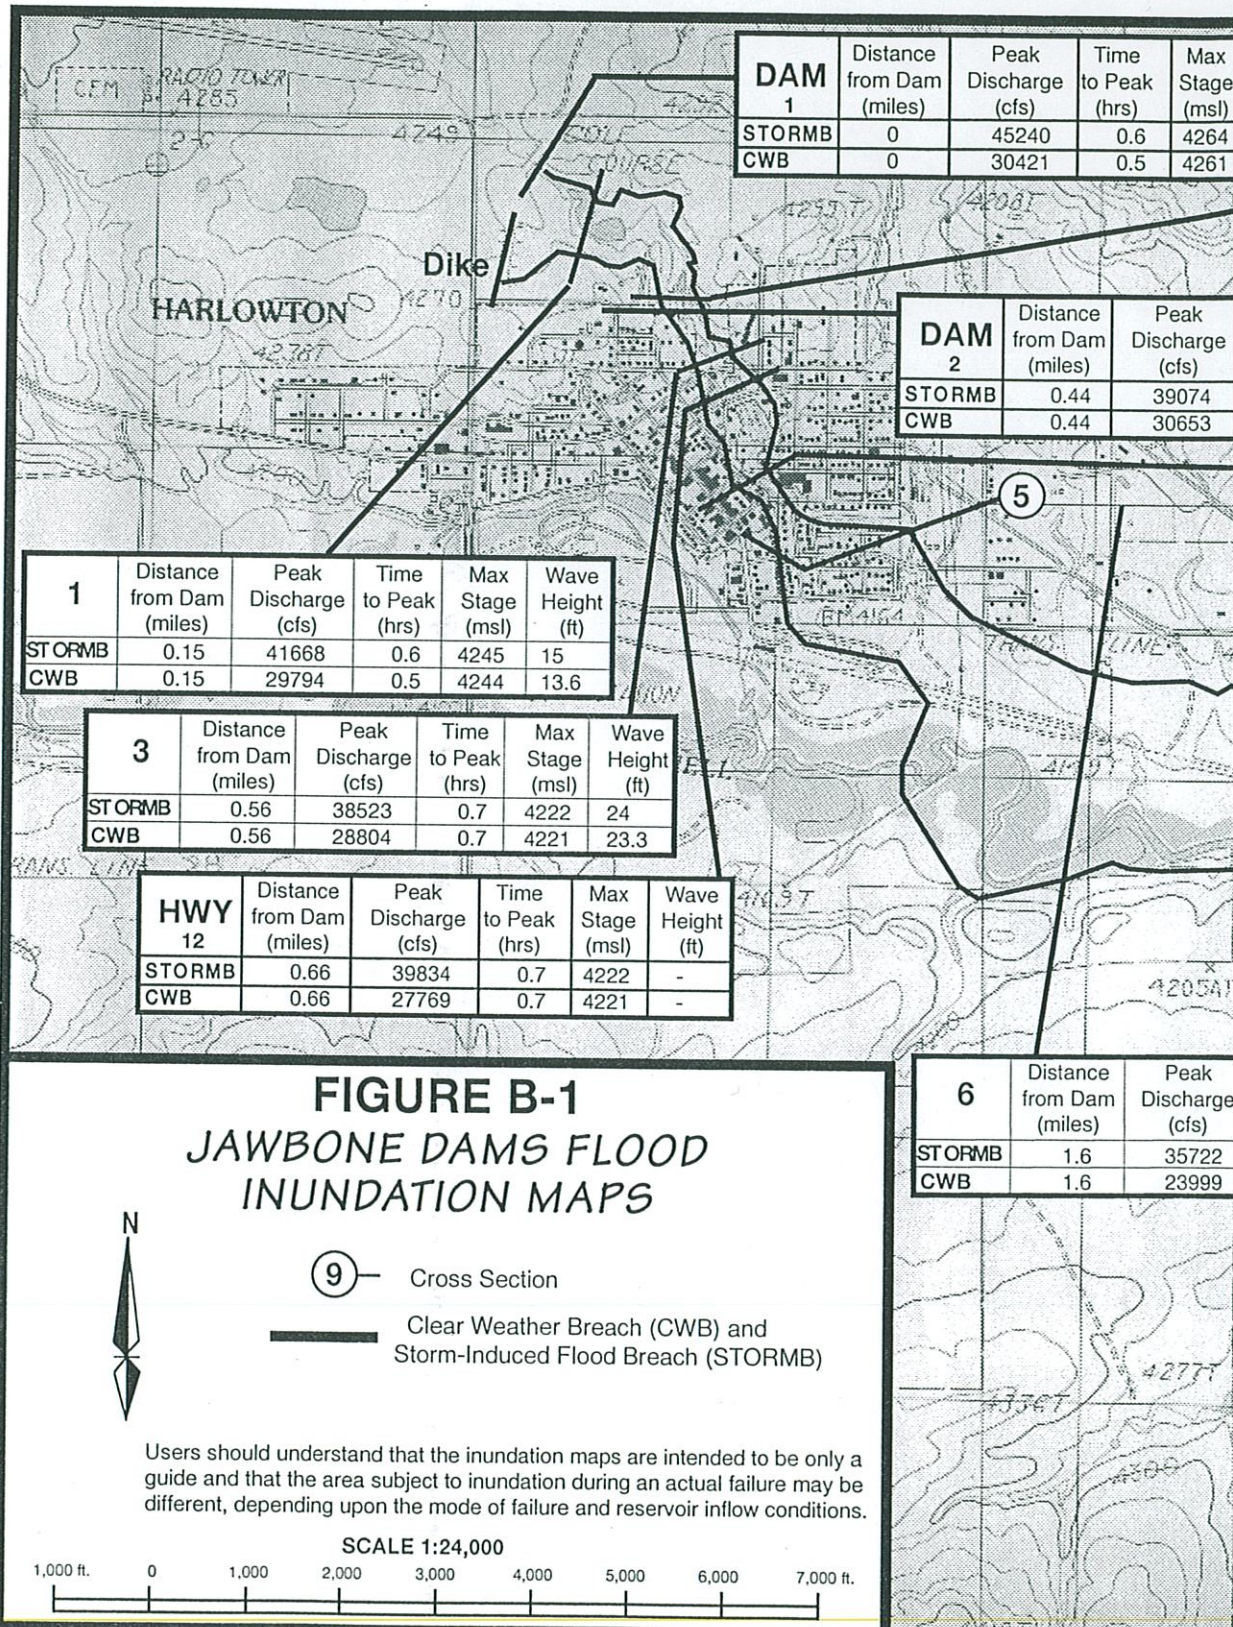 CEM
RADIO TOWER
4285
4249
GOLF
COURSE
DAM 1 Distance from Dam (miles) Peak Discharge (cfs) Time to Peak (hrs) Max Stage (msl)
STORMB 0 45240 0.6 4264
CWB 0 30421 0.5 4261
Dike
4270
HARLOWTON
4278T
DAM 2 Distance from Dam (miles) Peak Discharge (cfs)
STORMB 0.44 39074
CWB 0.44 30653
5
1 Distance from Dam (miles) Peak Discharge (cfs) Time to Peak (hrs) Max Stage (msl) Wave Height (ft)
STORMB 0.15 41668 0.6 4245 15
CWB 0.15 29794 0.5 4244 13.6
4164
TRANS LINE
3 Distance from Dam (miles) Peak Discharge (cfs) Time to Peak (hrs) Max Stage (msl) Wave Height (ft)
STORMB 0.56 38523 0.7 4222 24
CWB 0.56 28804 0.7 4221 23.3
HWY 12 Distance from Dam (miles) Peak Discharge (cfs) Time to Peak (hrs) Max Stage (msl) Wave Height (ft)
STORMB 0.66 39834 0.7 4222 -
CWB 0.66 27769 0.7 4221 -
4205AT
6 Distance from Dam (miles) Peak Discharge (cfs)
STORMB 1.6 35722
CWB 1.6 23999
4277T
4300
FIGURE B-1
JAWBONE DAMS FLOOD
INUNDATION MAPS
N
9 Cross Section
Clear Weather Breach (CWB) and
Storm-Induced Flood Breach (STORMB)
Users should understand that the inundation maps are intended to be only a
guide and that the area subject to inundation during an actual failure may be
different, depending upon the mode of failure and reservoir inflow conditions.
SCALE 1:24,000
1,000 ft. 0 1,000 2,000 3,000 4,000 5,000 6,000 7,000 ft.